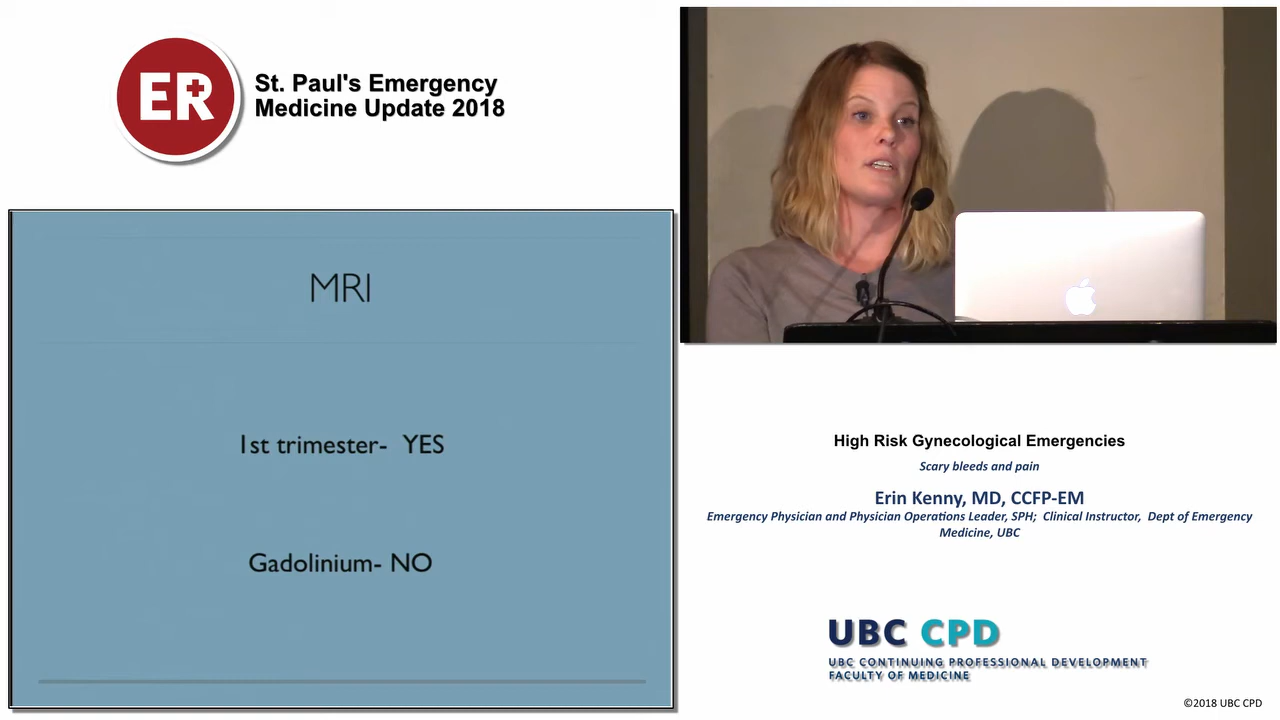 ER
St. Paul's Emergency
Medicine Update 2018
MRI
1st trimester- YES
Gadolinium- NO
High Risk Gynecological Emergencies
Scary bleeds and pain
Erin Kenny, MD, CCFP-EM
Emergency Physician and Physician Operations Leader, SPH; Clinical Instructor, Dept of Emergency
Medicine, UBC
UBC CPD
UBC CONTINUING PROFESSIONAL DEVELOPMENT
FACULTY OF MEDICINE
©2018 UBC CPD